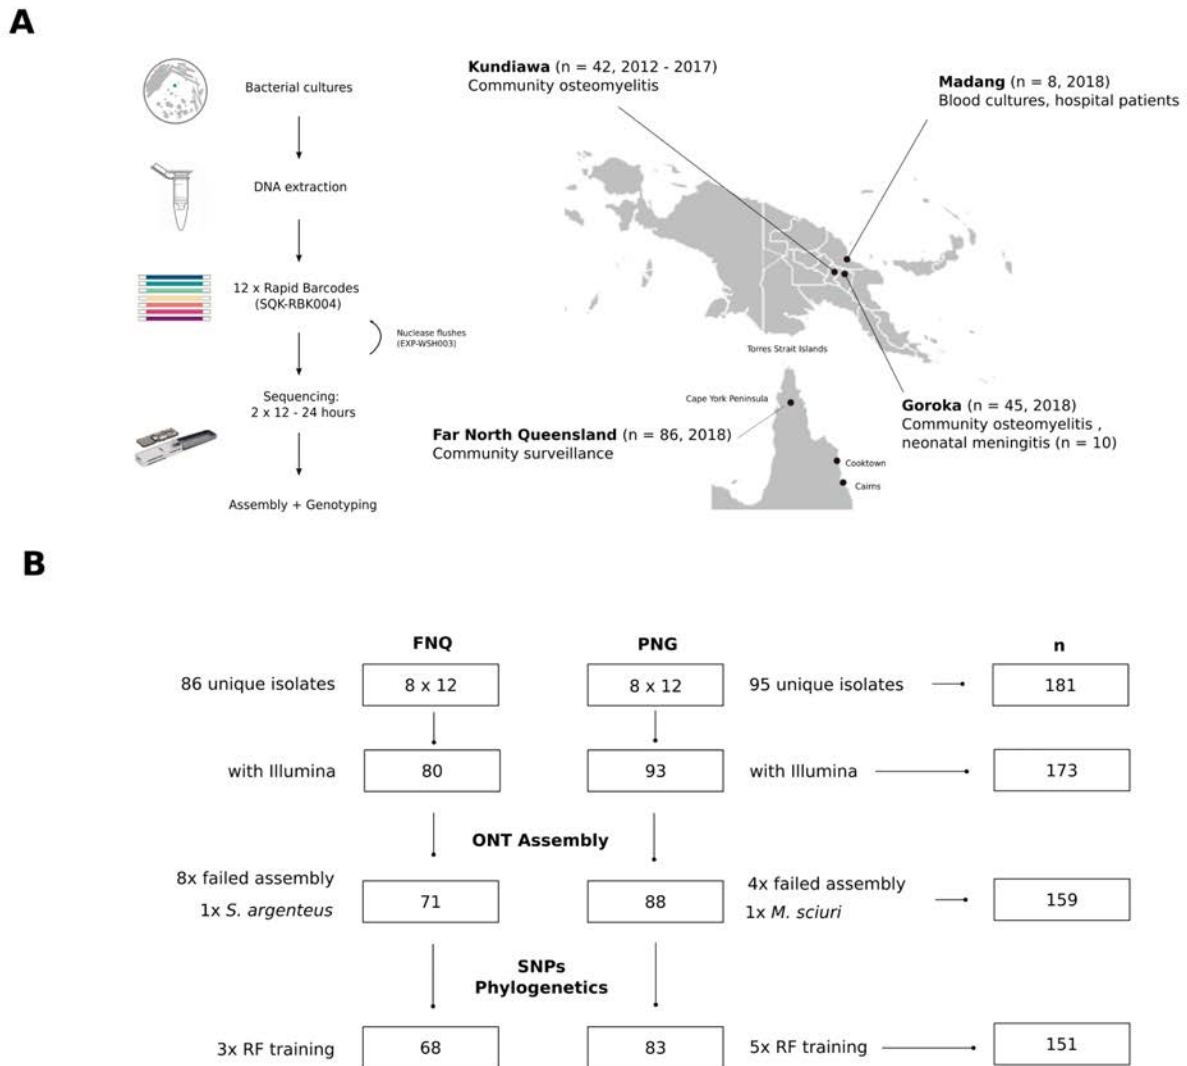 A
Bacterial cultures
DNA extraction
12 x Rapid Barcodes
(SQK-RBK004)
Nuclease flushes
(EXP-WSH003)
Sequencing:
2 x 12 - 24 hours
Assembly + Genotyping
Kundiawa (n = 42, 2012 - 2017)
Community osteomyelitis
Madang (n = 8, 2018)
Blood cultures, hospital patients
Torres Strait Islands
Cape York Peninsula
Far North Queensland (n = 86, 2018)
Community surveillance
Goroka (n = 45, 2018)
Community osteomyelitis ,
neonatal meningitis (n = 10)
Cooktown
Cairns
B
FNQ PNG n
86 unique isolates 8 x 12 8 x 12 95 unique isolates 181
with Illumina 80 93 with Illumina 173
ONT Assembly
8x failed assembly
1x S. argenteus
71 88
4x failed assembly
1x M. sciuri
159
SNPs
Phylogenetics
3x RF training 68 83 5x RF training 151